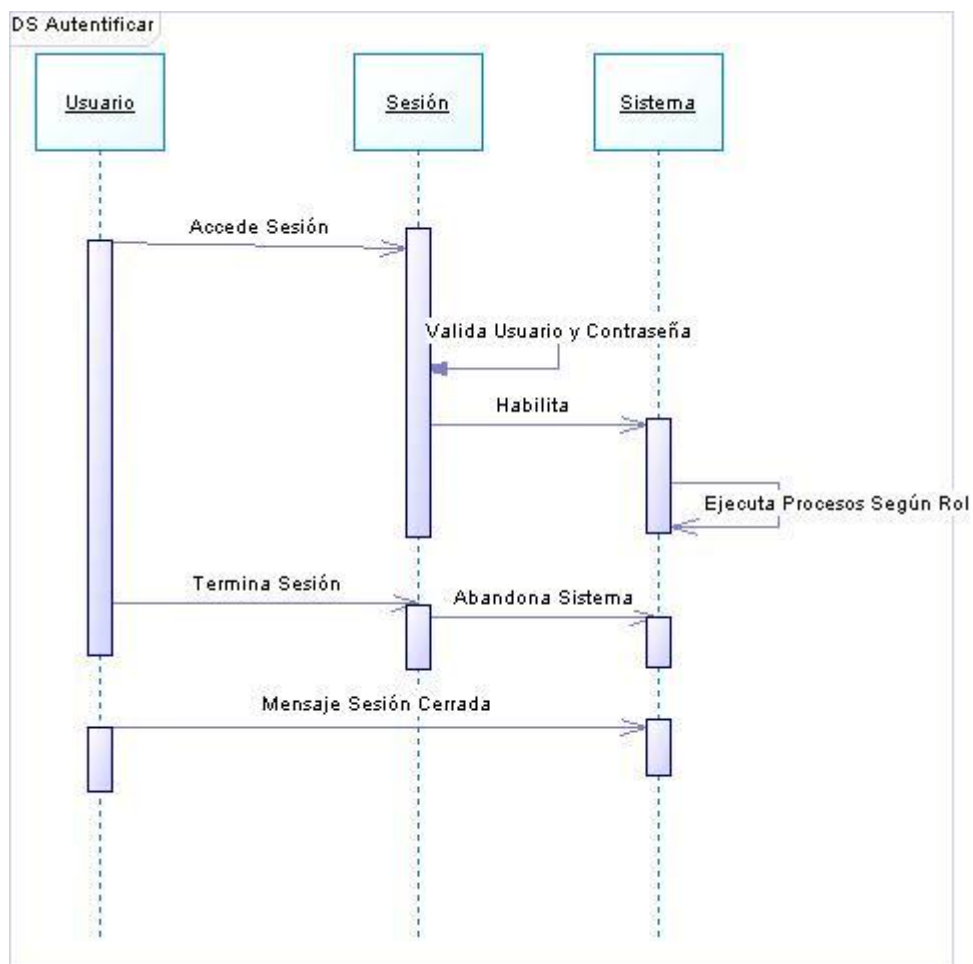 DS Autentificar
Usuario
Sesión
Sistema
Accede Sesión
Valida Usuario y Contraseña
Habilita
Ejecuta Procesos Según Rol
Termina Sesión
Abandona Sistema
Mensaje Sesión Cerrada